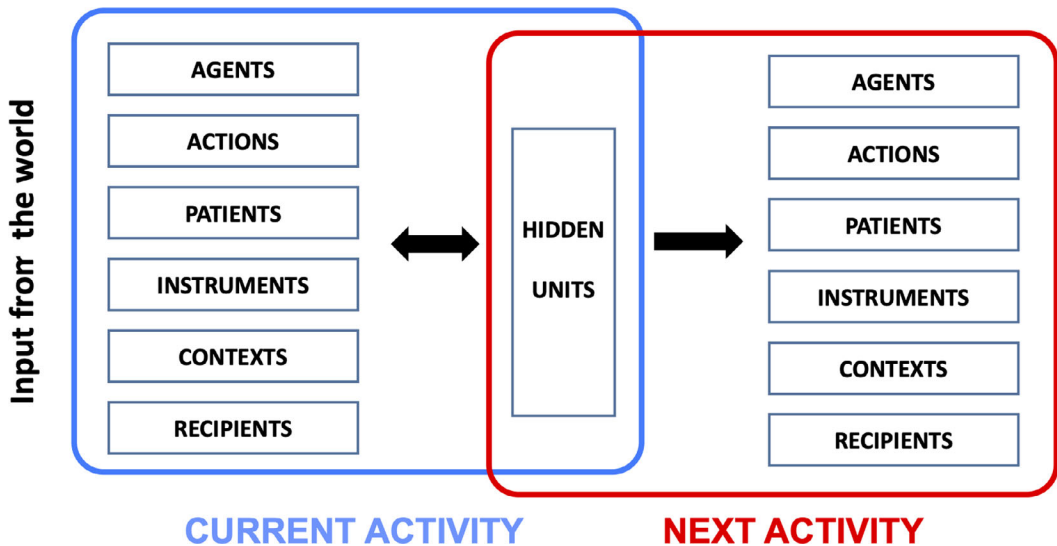 Input from the world
AGENTS
ACTIONS
PATIENTS
INSTRUMENTS
CONTEXTS
RECIPIENTS
HIDDEN
UNITS
AGENTS
ACTIONS
PATIENTS
INSTRUMENTS
CONTEXTS
RECIPIENTS
CURRENT ACTIVITY
NEXT ACTIVITY